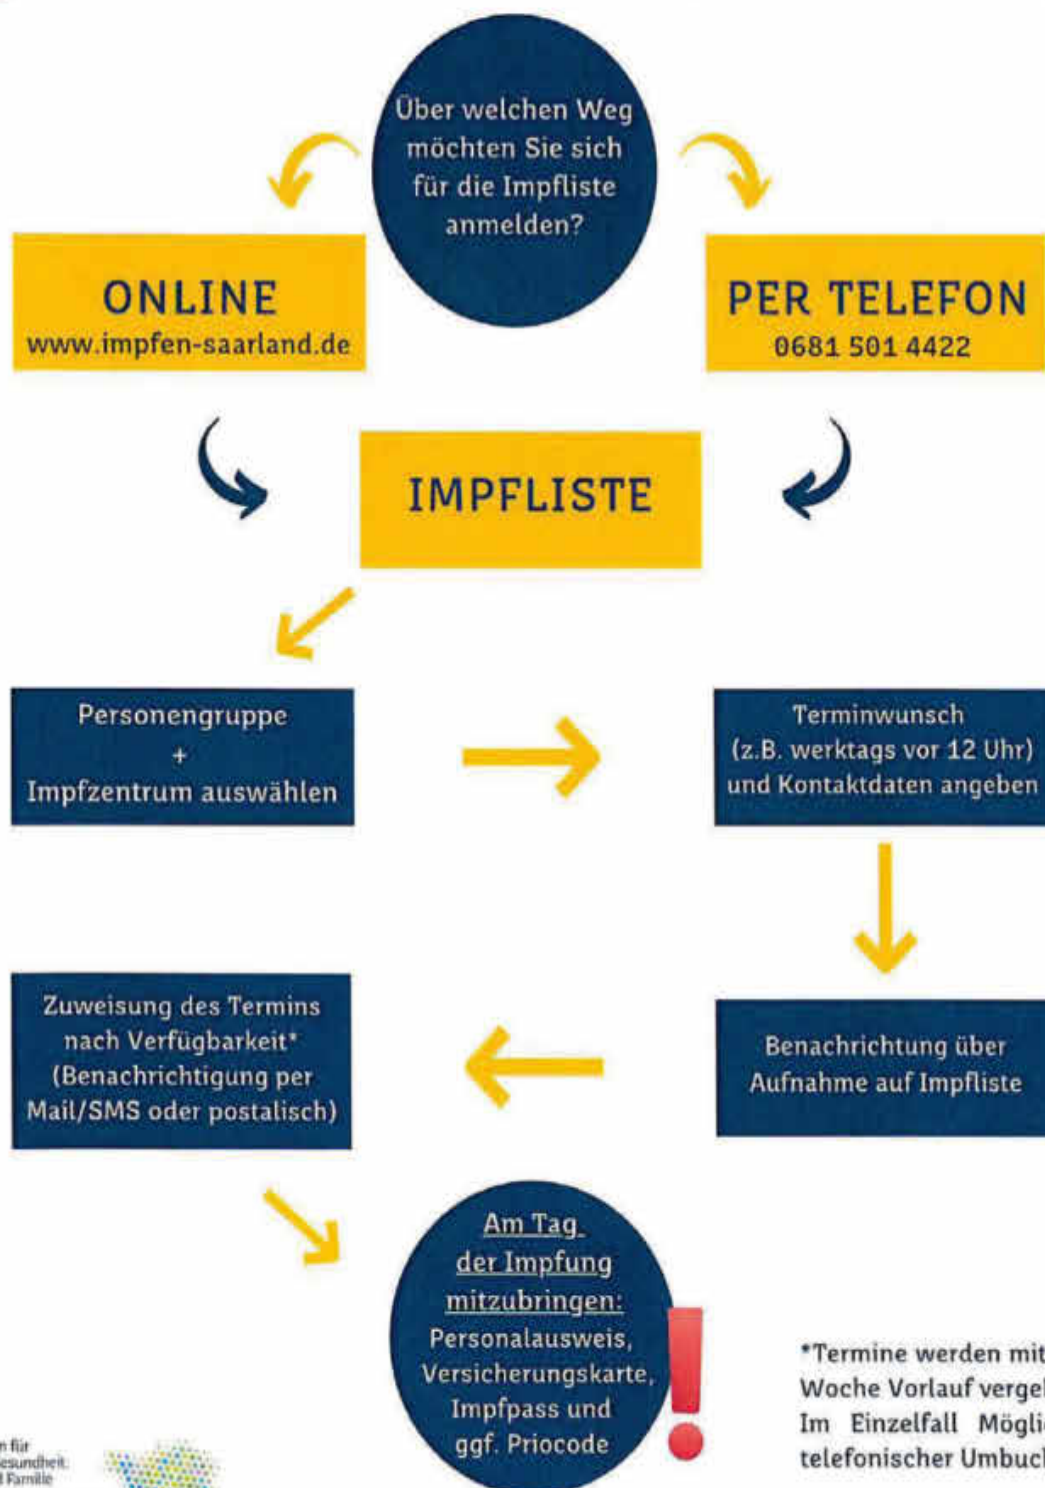 Über welchen Weg
möchten Sie sich
für die Impfliste
anmelden?
ONLINE
www.impfen-saarland.de
PER TELEFON
0681 501 4422
IMPFLISTE
Personengruppe
+
Impfzentrum auswählen
Terminwunsch
(z.B. werktags vor 12 Uhr)
und Kontaktdaten angeben
Benachrichtung über
Aufnahme auf Impfliste
Zuweisung des Termins
nach Verfügbarkeit*
(Benachrichtigung per
Mail/SMS oder postalisch)
Am Tag
der Impfung
mitzubringen:
Personalausweis,
Versicherungskarte,
Impfpass und
ggf. Priocode
*Termine werden mit
Woche Vorlauf
Im Einzelfall
telefonischer
für
Familie